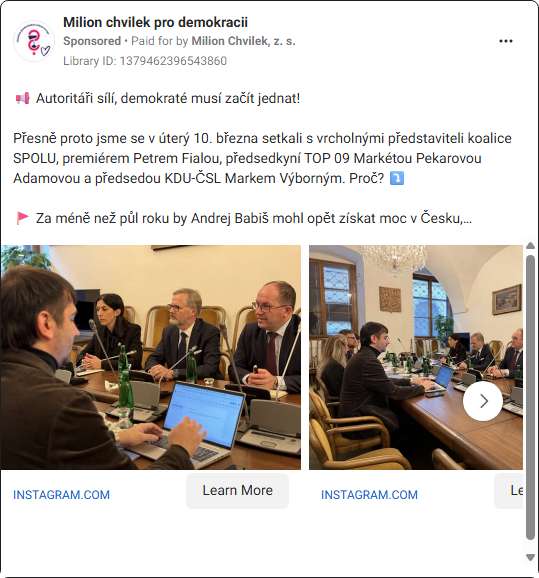 Milion chvilek pro demokracii
Sponsored • Paid for by Milion Chvilek, z. s.
Library ID: 1379462396543860
Autoritáři sílí, demokraté musí začít jednat!
Přesně proto jsme se v úterý 10. března setkali s vrcholnými představiteli koalice
SPOLU, premiérem Petrem Fialou, předsedkyní TOP 09 Markétou Pekarovou
Adamovou a předsedou KDU-ČSL Markem Výborným. Proč?
Za méně než půl roku by Andrej Babiš mohl opět získat moc v Česku,...
INSTAGRAM.COM
Learn More
INSTAGRAM.COM
Le